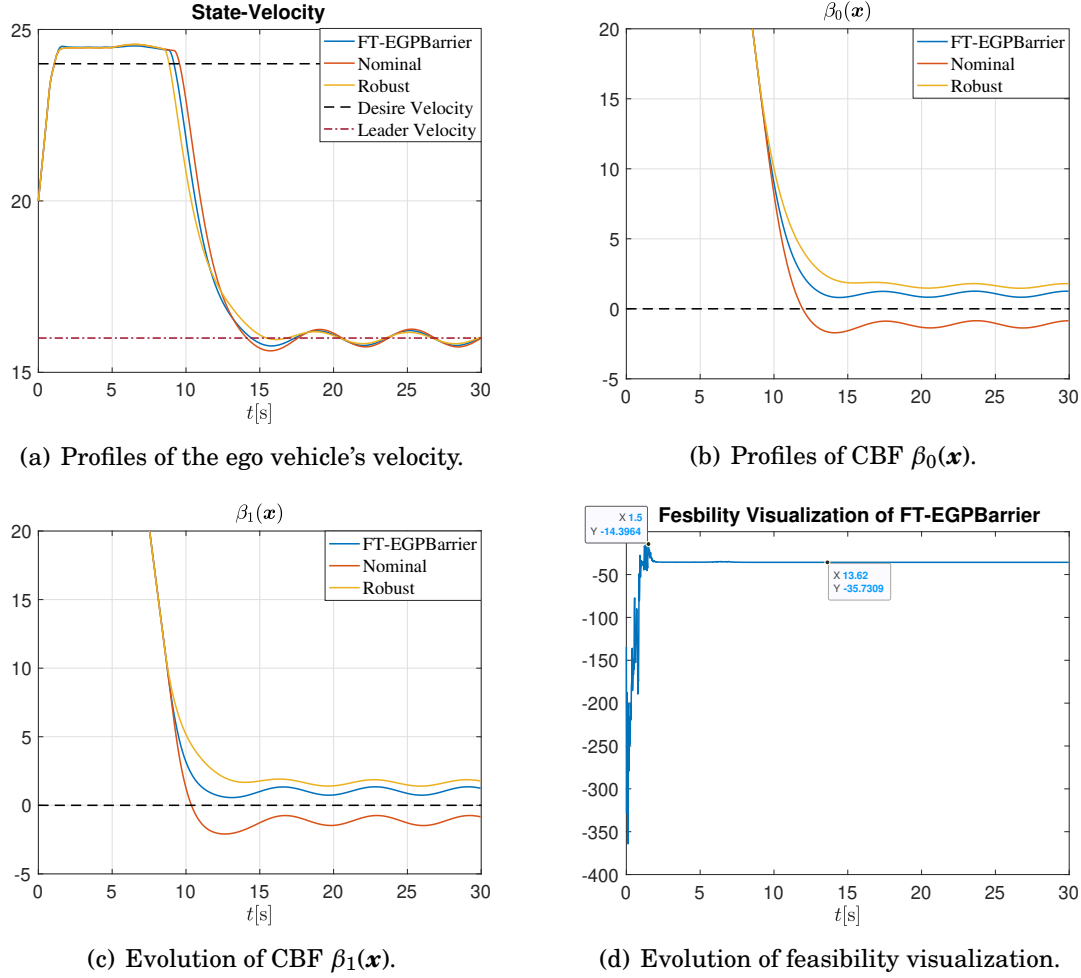 State-Velocity
25
20
15
0 5 10 15 20 25 30
t[s]
FT-EGPBarrier
Nominal
Robust
Desire Velocity
Leader Velocity
(a) Profiles of the ego vehicle's velocity.
β0(x)
20
15
10
5
0
-5
0 5 10 15 20 25 30
t[s]
FT-EGPBarrier
Nominal
Robust
(b) Profiles of CBF β0(x).
β1(x)
20
15
10
5
0
-5
0 5 10 15 20 25 30
t[s]
FT-EGPBarrier
Nominal
Robust
(c) Evolution of CBF β1(x).
Fesbility Visualization of FT-EGPBarrier
X 1.5
Y -14.3964
X 13.62
Y -35.7309
-50
-100
-150
-200
-250
-300
-350
-400
0 5 10 15 20 25 30
t[s]
(d) Evolution of feasibility visualization.